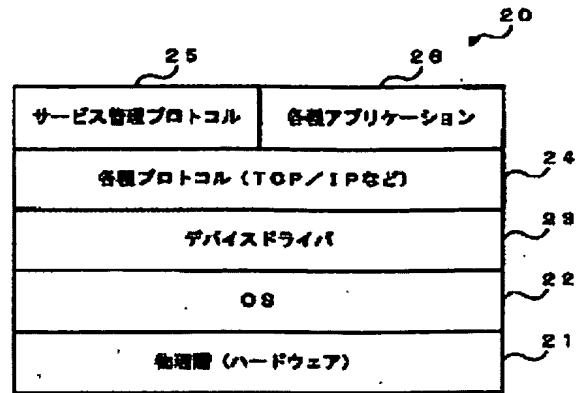 20
25
26
サービス管理プロトコル
各種アプリケーション
各種プロトコル（TCP／IPなど）
24
デバイスドライバ
23
OS
22
物理層（ハードウェア）
21